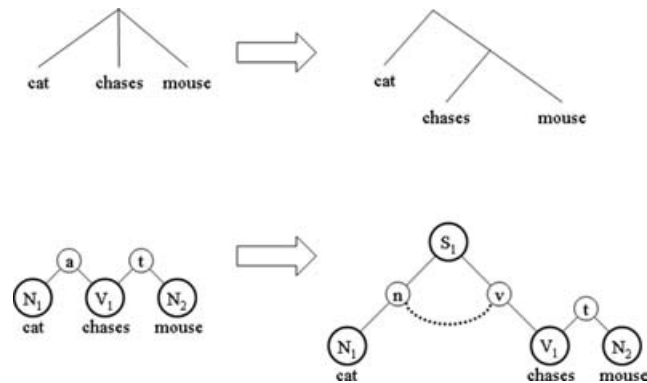 cat chases mouse
cat
chases mouse
S₁
a t
n v
t
N₁ V₁ N₂
cat chases mouse
N₁ V₁ N₂
cat chases mouse